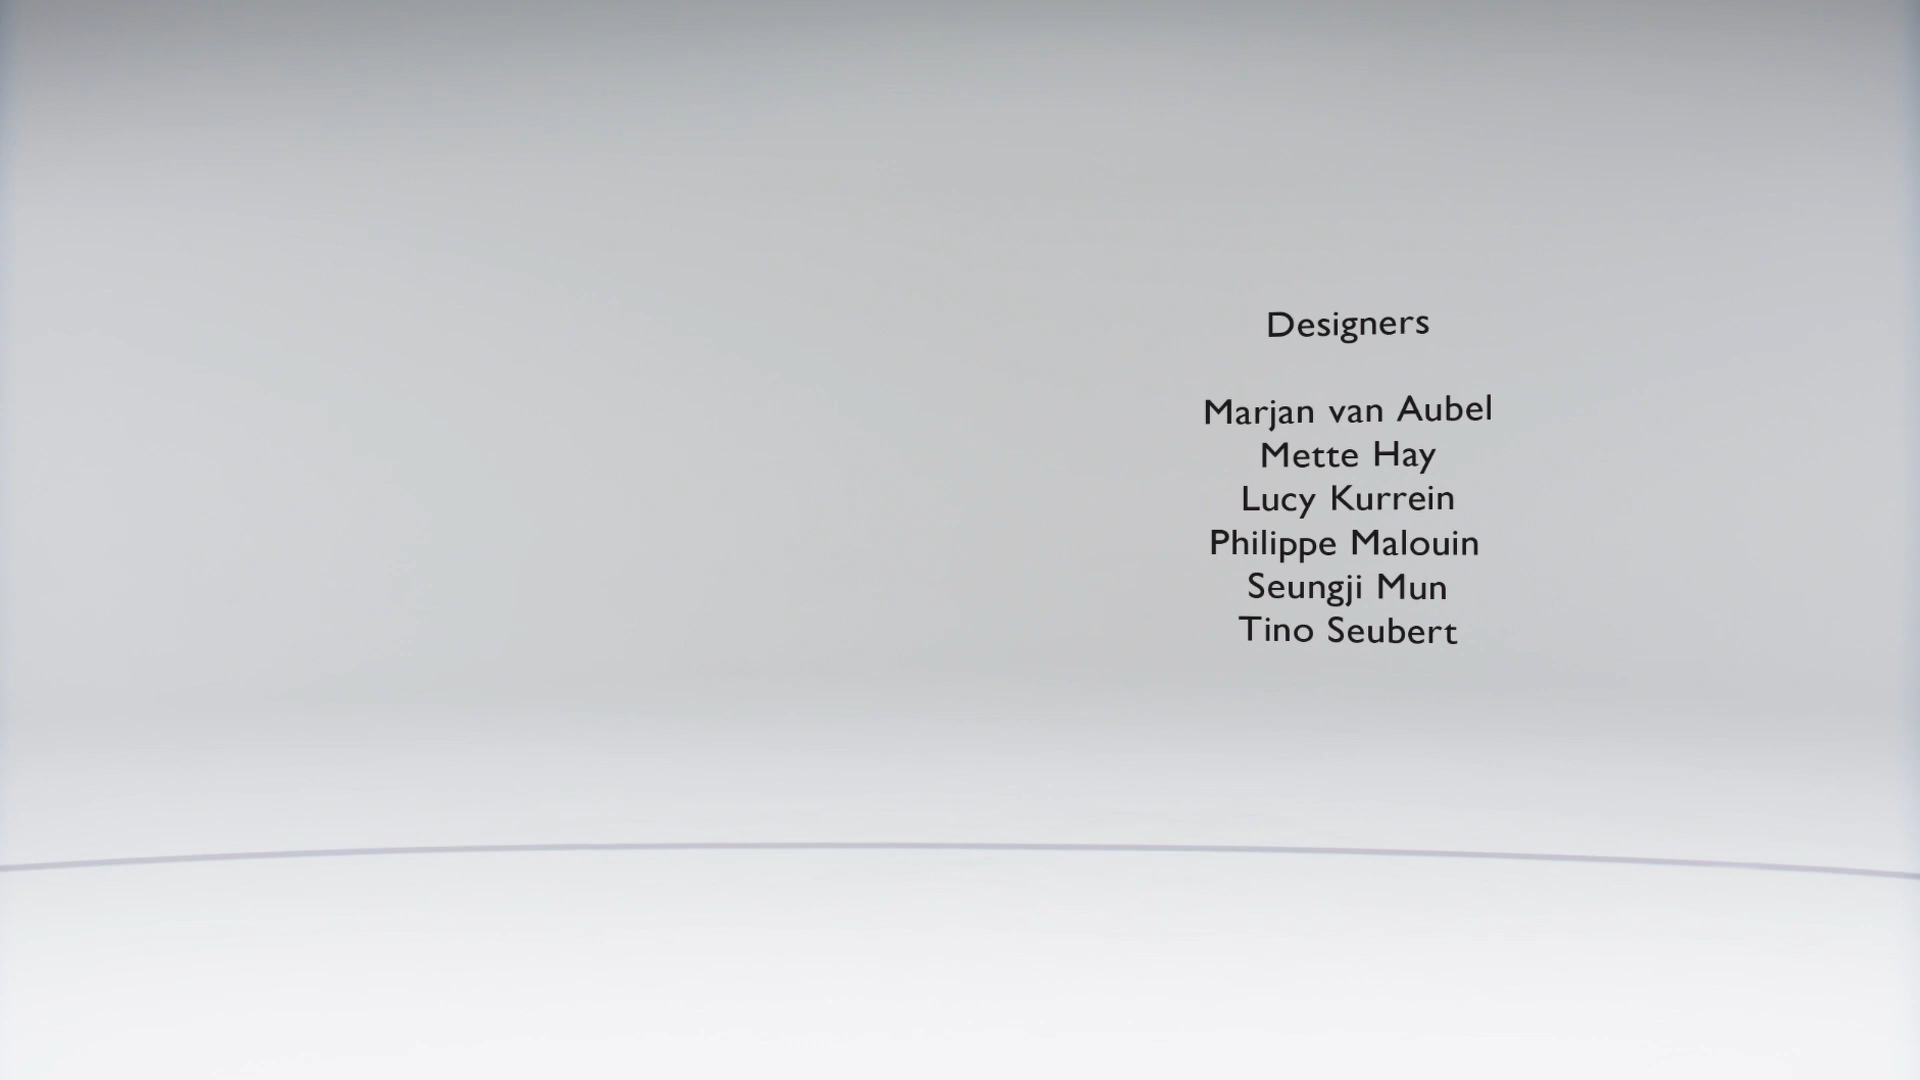 Designers
Marjan van Aubel
Mette Hay
Lucy Kurrein
Philippe Malouin
Seungji Mun
Tino Seubert